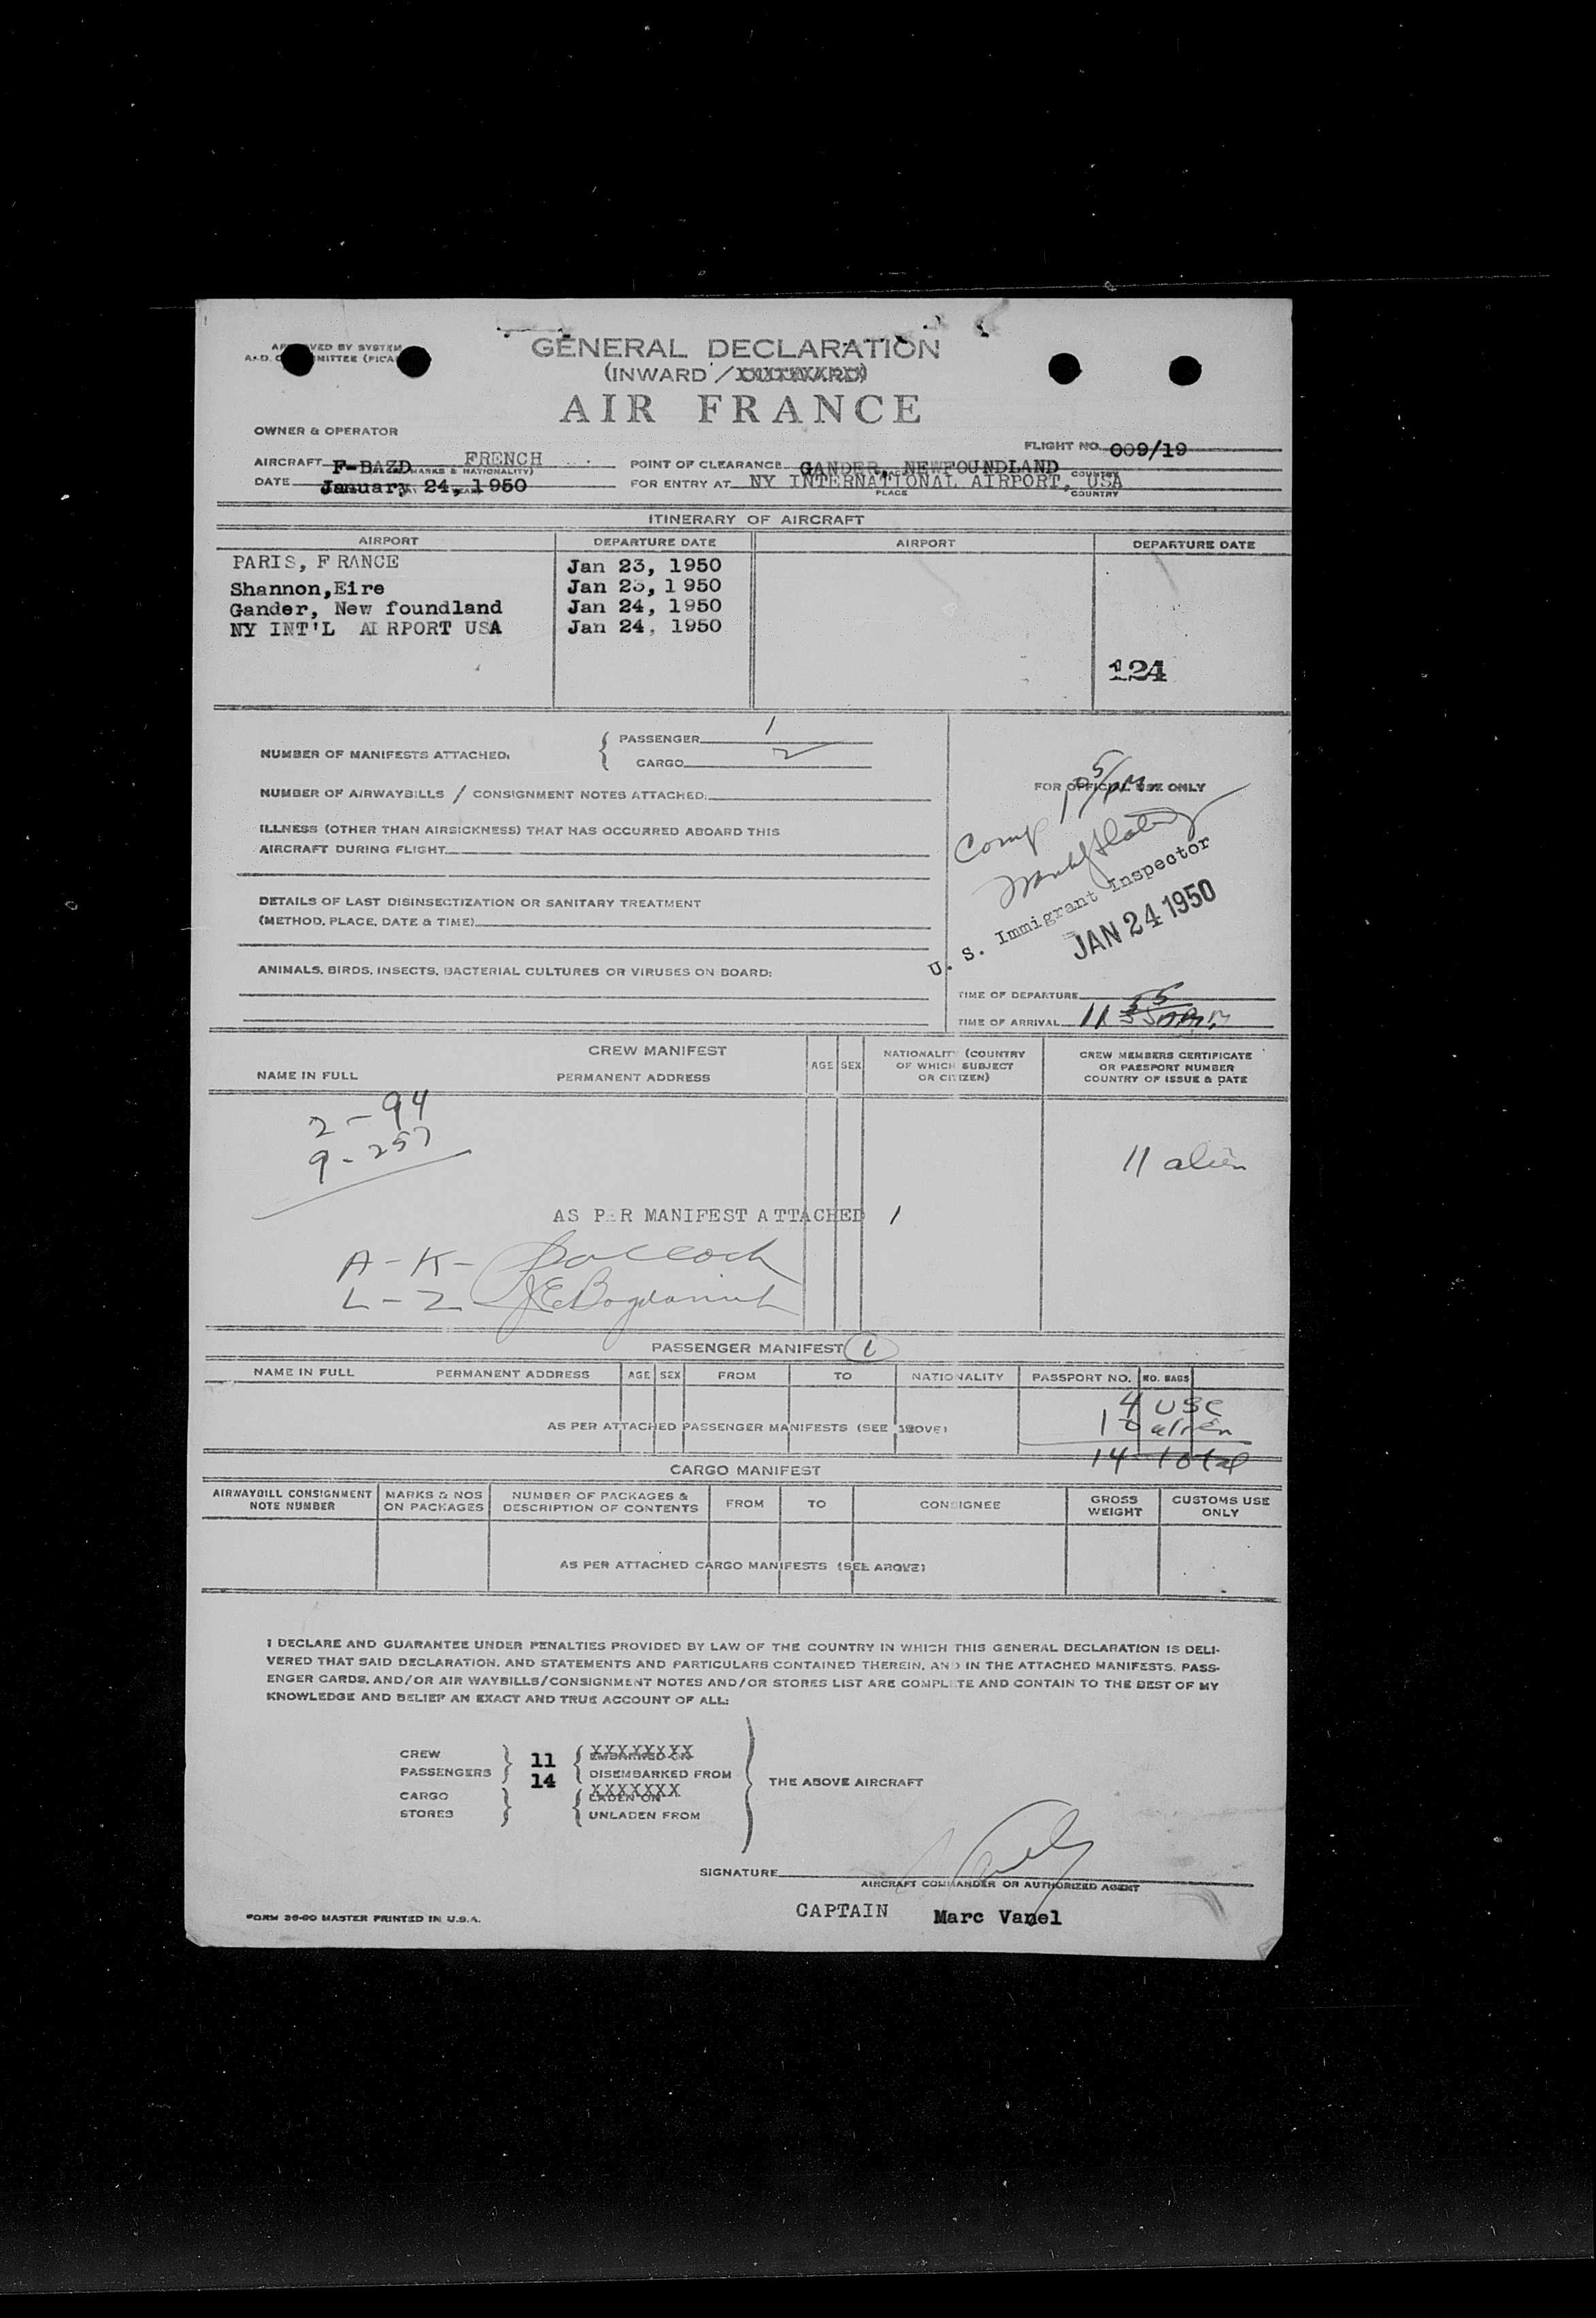 GENERAL DECLARATION
(INWARD /
AIR FRANCE
OWNER & OPERATOR
FLIGHT NO. 009/19
AIRCRAFT F-BAZD FRENCH
(MARKS & NATIONALITY)
POINT OF CLEARANCE GANDER, NEWFOUNDLAND
COUNTRY
DATE January 24, 1950
FOR ENTRY AT NY INTERNATIONAL AIRPORT, USA
PLACE COUNTRY
ITINERARY OF AIRCRAFT
AIRPORT DEPARTURE DATE AIRPORT DEPARTURE DATE
PARIS, F RANCE Jan 23, 1950
Shannon,Eire Jan 23, 1 950
Gander, New foundland Jan 24, 1950
NY INT'L AI RPORT USA Jan 24, 1950
124
NUMBER OF MANIFESTS ATTACHED:
PASSENGER 1
CARGO 2
NUMBER OF AIRWAYBILLS / CONSIGNMENT NOTES ATTACHED:
ILLNESS (OTHER THAN AIRSICKNESS) THAT HAS OCCURRED ABOARD THIS
AIRCRAFT DURING FLIGHT
DETAILS OF LAST DISINSECTIZATION OR SANITARY TREATMENT
(METHOD, PLACE, DATE & TIME)
ANIMALS, BIRDS, INSECTS, BACTERIAL CULTURES OR VIRUSES ON BOARD:
FOR OFFICIAL USE ONLY
Comp
U. S. Immigrant Inspector
JAN 24 1950
TIME OF DEPARTURE
TIME OF ARRIVAL 11
CREW MANIFEST
NAME IN FULL PERMANENT ADDRESS AGE SEX NATIONALITY (COUNTRY OF WHICH SUBJECT OR CITIZEN) CREW MEMBERS CERTIFICATE OR PASSPORT NUMBER COUNTRY OF ISSUE & DATE
2 - 94
9 - 257
11 alien
AS PER MANIFEST ATTACHED 1
A - K -
L - Z
PASSENGER MANIFEST 1
NAME IN FULL PERMANENT ADDRESS AGE SEX FROM TO NATIONALITY PASSPORT NO. NO. BAGS
4 USC
10 alien
14 total
AS PER ATTACHED PASSENGER MANIFESTS (SEE ABOVE)
CARGO MANIFEST
AIRWAYBILL CONSIGNMENT NOTE NUMBER MARKS & NOS ON PACKAGES NUMBER OF PACKAGES & DESCRIPTION OF CONTENTS FROM TO CONSIGNEE GROSS WEIGHT CUSTOMS USE ONLY
AS PER ATTACHED CARGO MANIFESTS (SEE ABOVE)
I DECLARE AND GUARANTEE UNDER PENALTIES PROVIDED BY LAW OF THE COUNTRY IN WHICH THIS GENERAL DECLARATION IS DELI-
VERED THAT SAID DECLARATION, AND STATEMENTS AND PARTICULARS CONTAINED THEREIN, AND IN THE ATTACHED MANIFESTS, PASS-
ENGER CARDS, AND/OR AIR WAYBILLS/CONSIGNMENT NOTES AND/OR STORES LIST ARE COMPLETE AND CONTAIN TO THE BEST OF MY
KNOWLEDGE AND BELIEF AN EXACT AND TRUE ACCOUNT OF ALL:
CREW 11 XXXXXXXX EMBARKED ON
PASSENGERS 14 DISEMBARKED FROM
THE ABOVE AIRCRAFT
CARGO XXXXXXX LADEN ON
STORES UNLADEN FROM
SIGNATURE
AIRCRAFT COMMANDER OR AUTHORIZED AGENT
CAPTAIN Marc Vanel
FORM 36-90 MASTER PRINTED IN U.S.A.